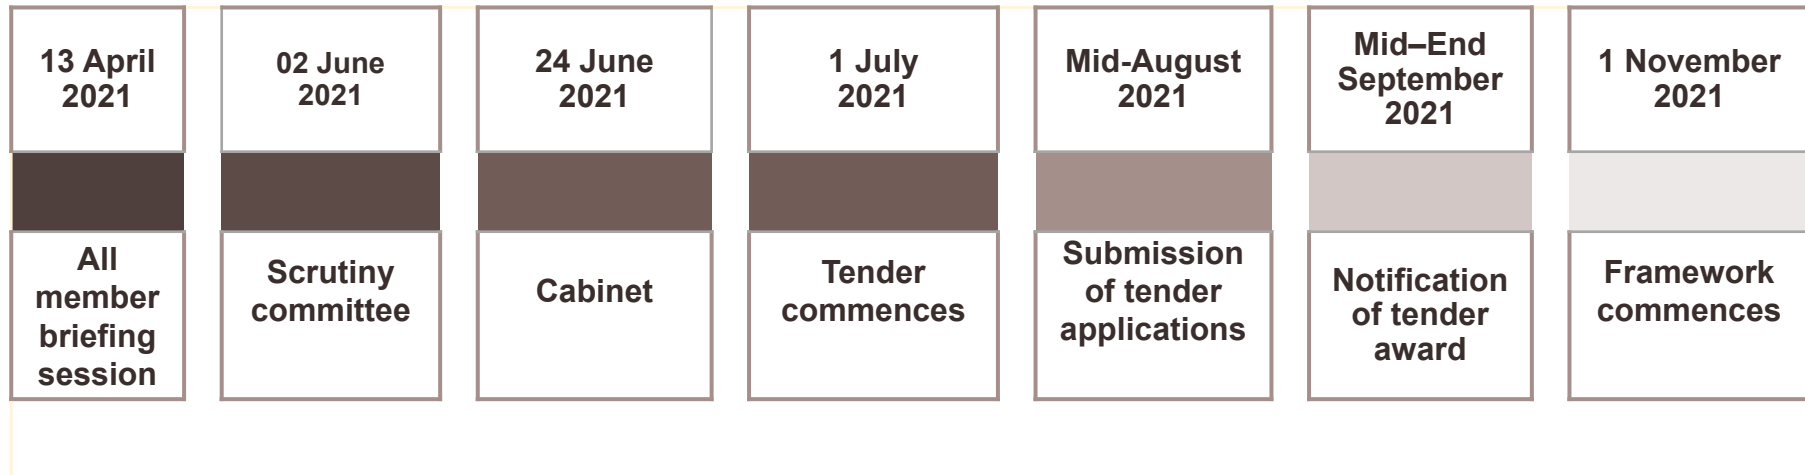 13 April
2021
02 June
2021
24 June
2021
1 July
2021
Mid-August
2021
Mid–End
September
2021
1 November
2021
All
member
briefing
session
Scrutiny
committee
Cabinet
Tender
commences
Submission
of tender
applications
Notification
of tender
award
Framework
commences